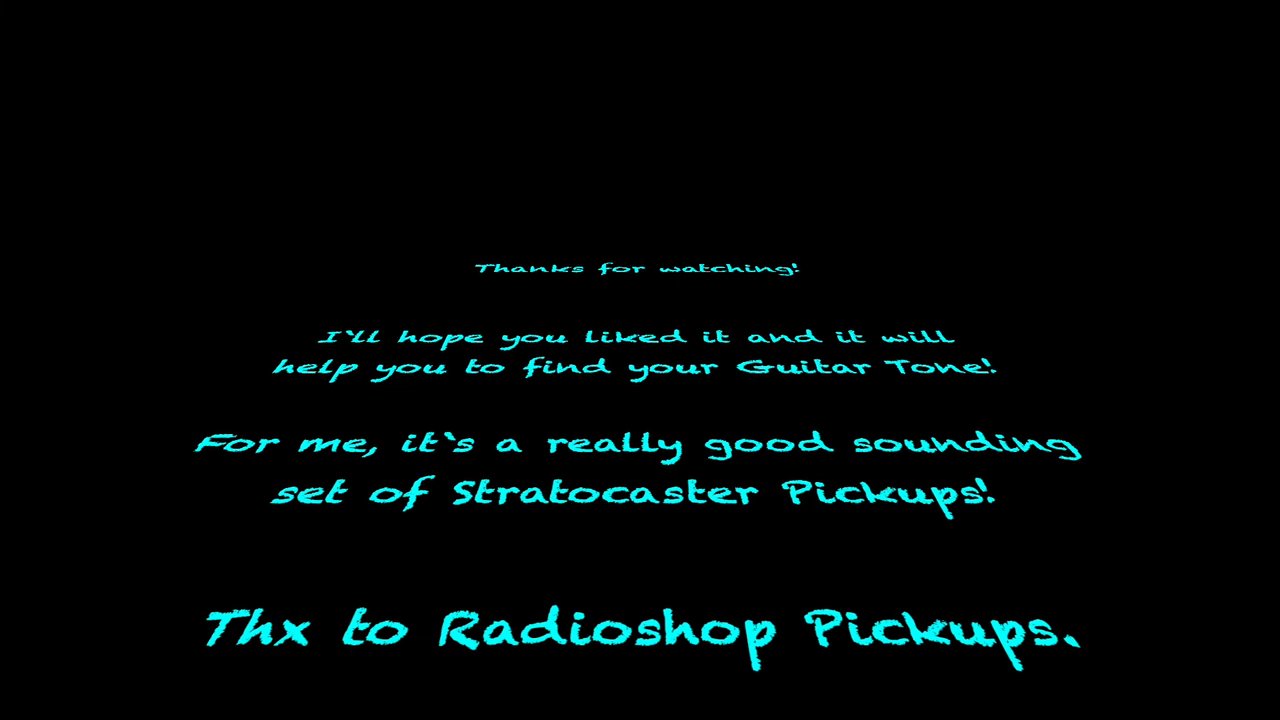 Thanks for watching!
I`ll hope you liked it and it will
help you to find your Guitar Tone!
For me, it`s a really good sounding
set of Stratocaster Pickups!
Thx to Radioshop Pickups.